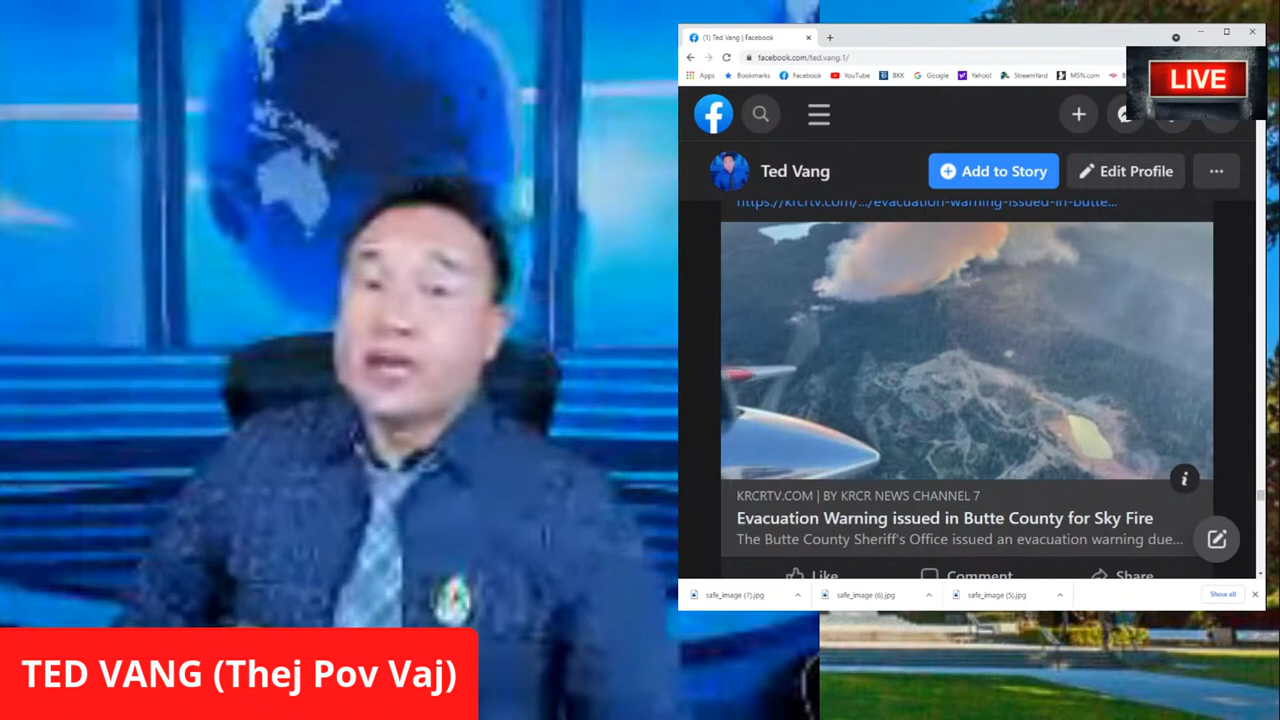 (1) Ted Vang | Facebook
facebook.com/ted.vang.1/
Apps Bookmarks Facebook YouTube BKK Google Yahoo! StreamYard MSN.com
LIVE
Ted Vang
Add to Story
Edit Profile
https://krcrtv.com/.../evacuation-warning-issued-in-butte...
KRCRTV.COM | BY KRCR NEWS CHANNEL 7
Evacuation Warning issued in Butte County for Sky Fire
The Butte County Sheriff's Office issued an evacuation warning due...
Like Comment Share
safe_image (7).jpg safe_image (6).jpg safe_image (5).jpg Show all
TED VANG (Thej Pov Vaj)